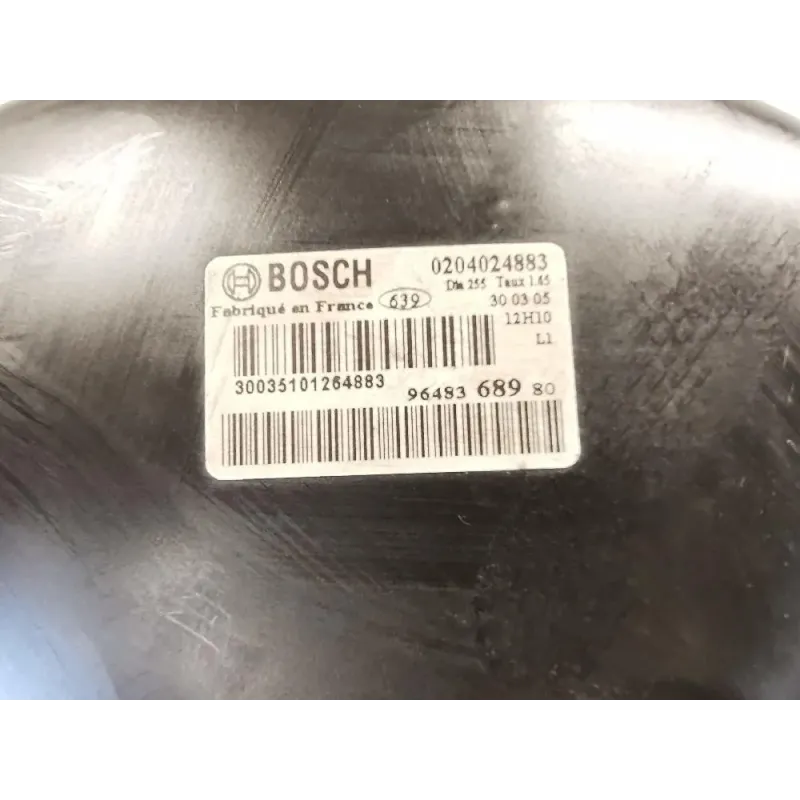 BOSCH 0204024883
Dia 255 Taux 1.65
Fabriqué en France 639 30 03 05
12H10
L1
30035101264883
96483 689 80